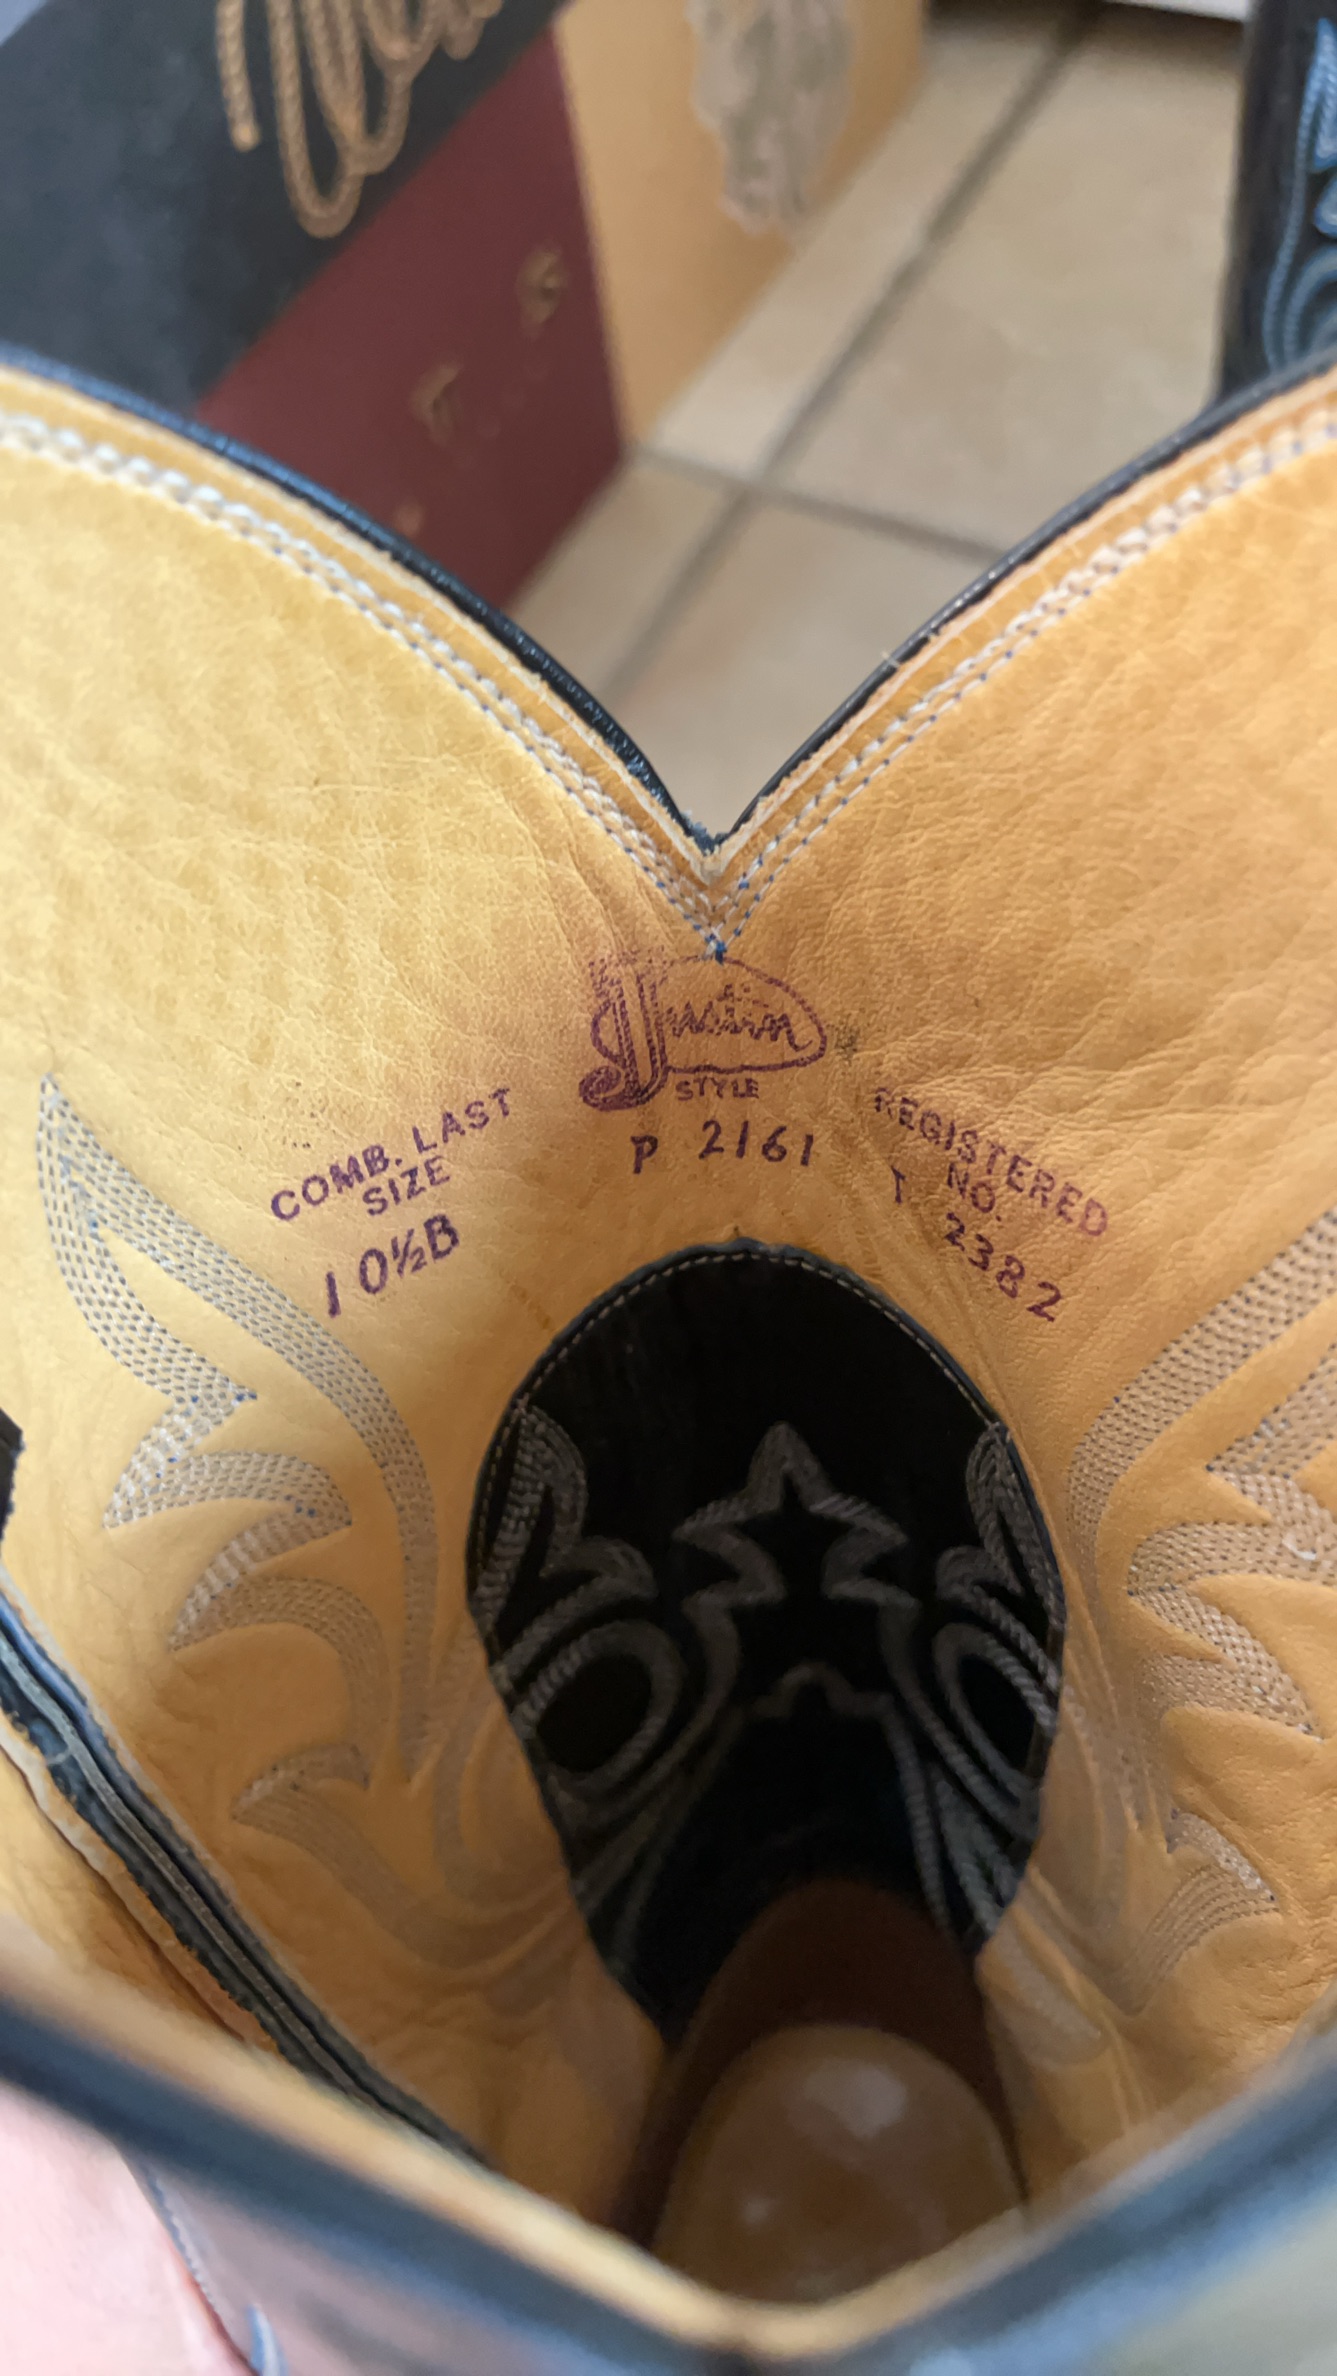 Justin
STYLE
P 2161
COMB. LAST
SIZE
10½B
REGISTERED
NO.
T 2382